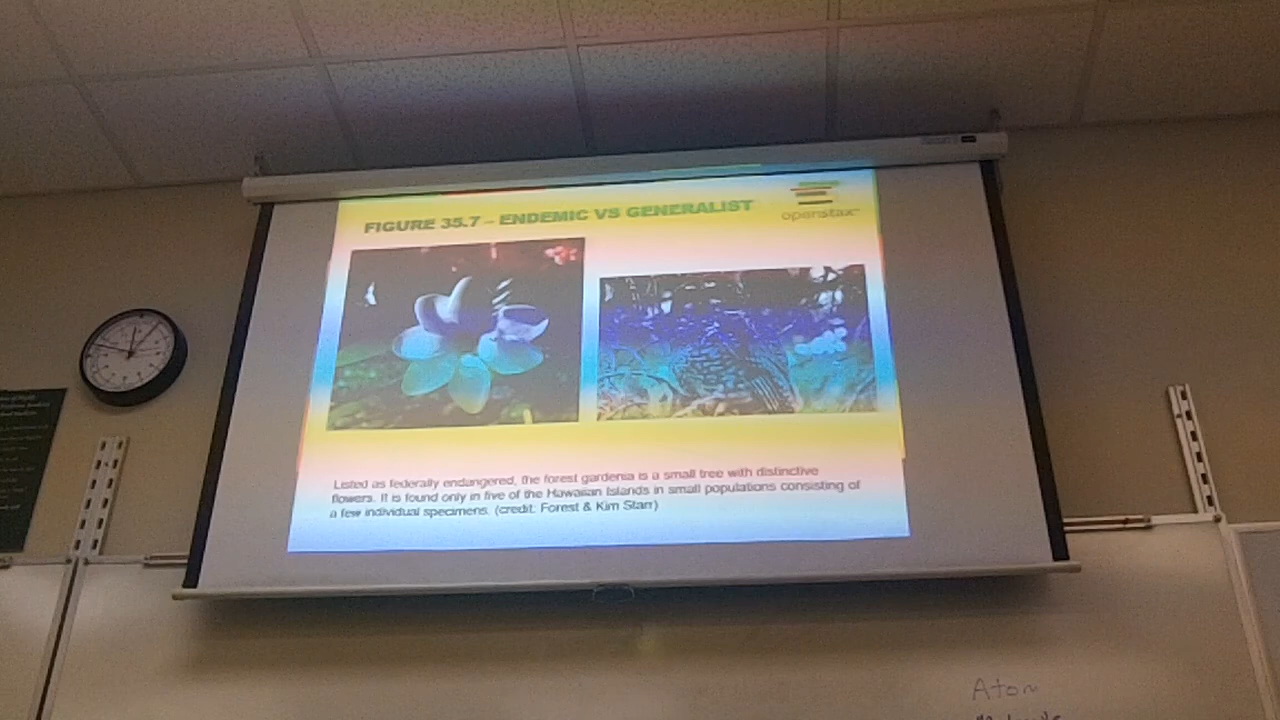 FIGURE 35.7 – ENDEMIC VS GENERALIST
openstax™
Listed as federally endangered, the forest gardenia is a small tree with distinctive
flowers. It is found only in five of the Hawaiian Islands in small populations consisting of
a few individual specimens. (credit: Forest & Kim Starr)
Atom